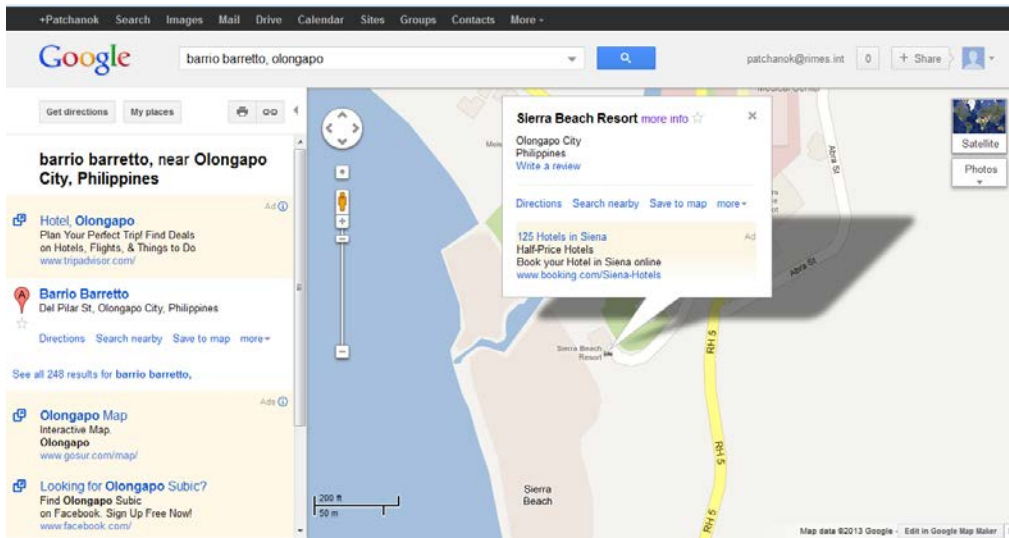 +Patchanok Search Images Mail Drive Calendar Sites Groups Contacts More -
Google
barrio barretto, olongapo
patchanok@rimes.int 0 + Share
Get directions My places
barrio barretto, near Olongapo
City, Philippines
Ad
Hotel, Olongapo
Plan Your Perfect Trip! Find Deals
on Hotels, Flights, & Things to Do
www.tripadvisor.com/
A
Barrio Barretto
Del Pilar St, Olongapo City, Philippines
Directions Search nearby Save to map more
See all 248 results for barrio barretto,
Ads
Olongapo Map
Interactive Map.
Olongapo
www.gosur.com/map/
Looking for Olongapo Subic?
Find Olongapo Subic
on Facebook. Sign Up Free Now!
www.facebook.com/
Medical Center
Sierra Beach Resort more info
Olongapo City
Philippines
Write a review
Directions Search nearby Save to map more
125 Hotels in Siena
Ad
Half-Price Hotels
Book your Hotel in Siena online
www.booking.com/Siena-Hotels
Satellite
Photos
Abra St
Abra St
RH 5
Sierra Beach
Resort
RH 5
Sierra
Beach
RH 5
200 ft
50 m
Map data ©2013 Google - Edit in Google Map Maker